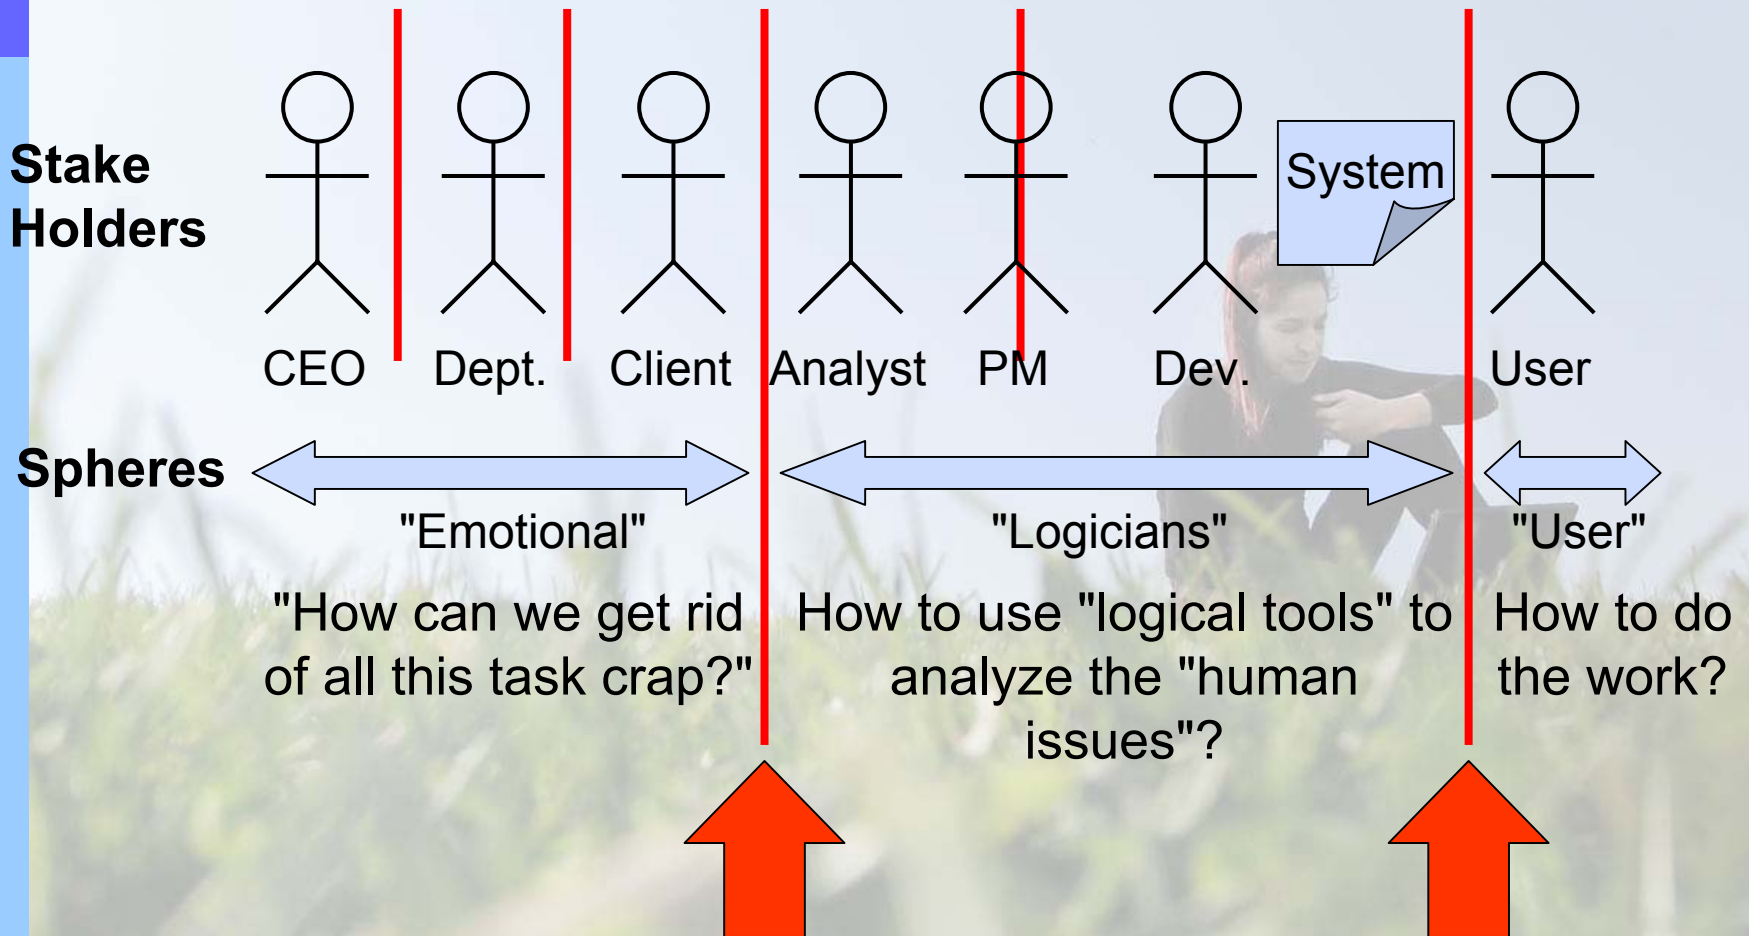 Stake
Holders
System
CEO
Dept.
Client
Analyst
PM
Dev.
User
Spheres
"Emotional"
"Logicians"
"User"
"How can we get rid
of all this task crap?"
How to use "logical tools" to
analyze the "human
issues"?
How to do
the work?